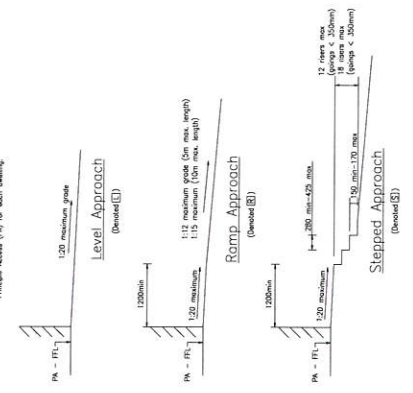 Principle Access (PA) for each dwelling.
PA - FFL
1:20 maximum grade
Level Approach
(Denoted L)
1200min
PA - FFL
1:20 maximum
1:12 maximum grade (5m max. length)
1:15 maximum (10m max. length)
Ramp Approach
(Denoted R)
1200min
PA - FFL
1:20 maximum
280 min-425 max
12 risers max
(goings < 350mm)
18 risers max
(goings < 350mm)
150 min-170 max
Stepped Approach
(Denoted S)